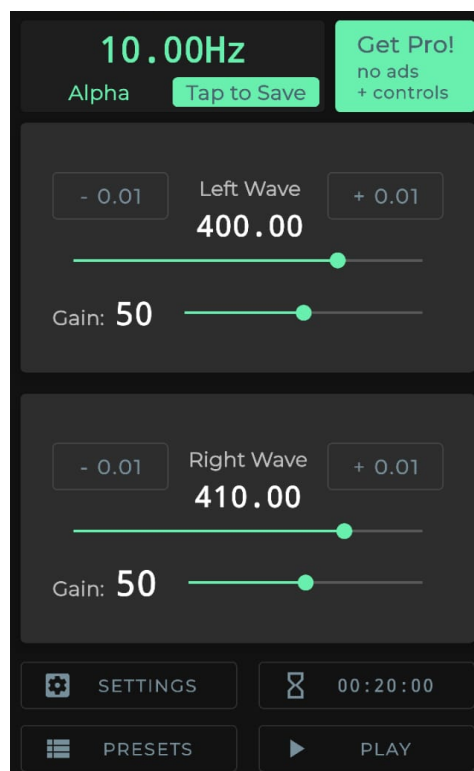 10.00Hz
Alpha
Tap to Save
Get Pro!
no ads
+ controls
- 0.01
Left Wave
400.00
+ 0.01
Gain: 50
- 0.01
Right Wave
410.00
+ 0.01
Gain: 50
SETTINGS
00:20:00
PRESETS
PLAY